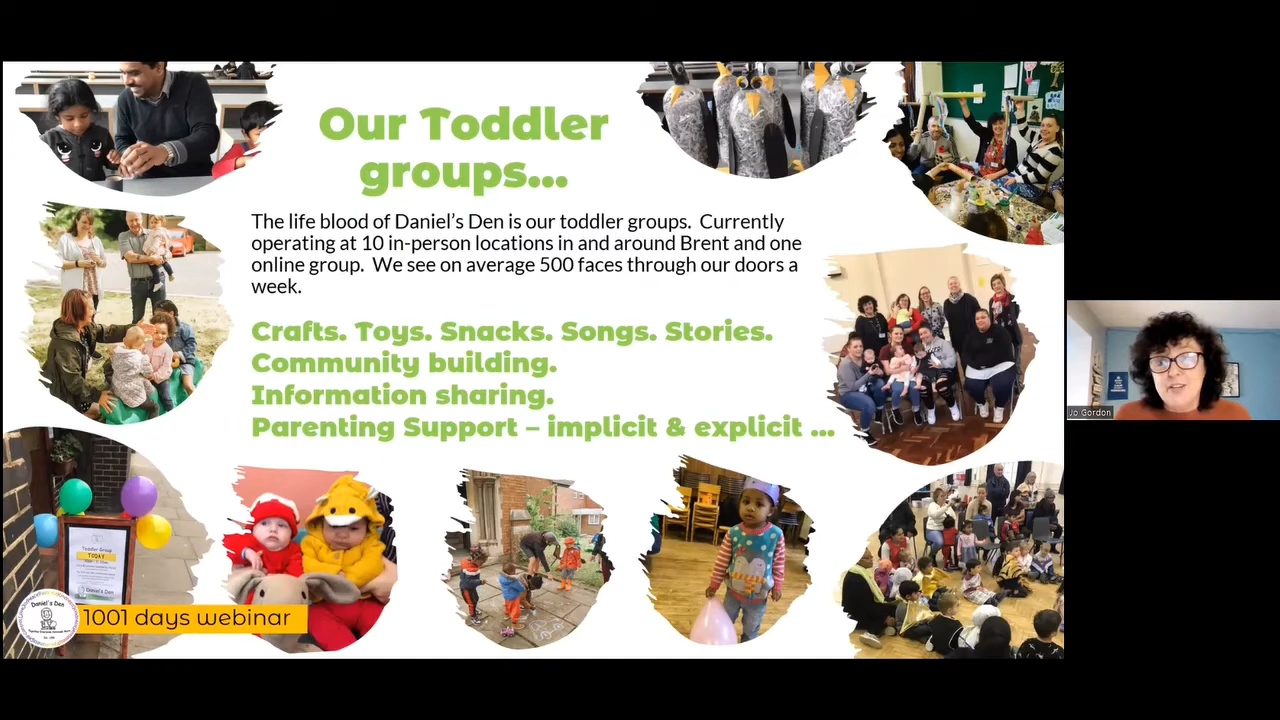 Our Toddler
groups...
The life blood of Daniel's Den is our toddler groups. Currently
operating at 10 in-person locations in and around Brent and one
online group. We see on average 500 faces through our doors a
week.
Crafts. Toys. Snacks. Songs. Stories.
Community building.
Information sharing.
Parenting Support – implicit & explicit ...
Jo Gordon
Toddler Group
TODAY
Daniel's Den
Daniel's Den
1001 days webinar